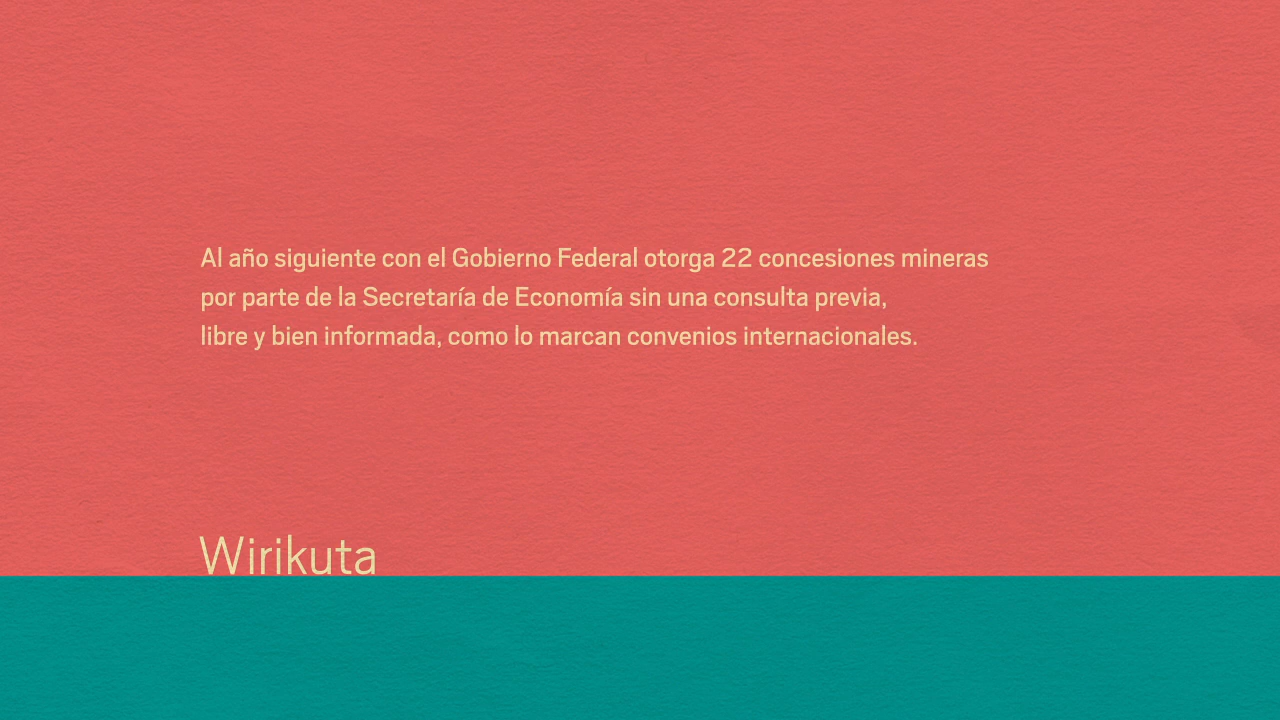 Al año siguiente con el Gobierno Federal otorga 22 concesiones mineras
por parte de la Secretaría de Economía sin una consulta previa,
libre y bien informada, como lo marcan convenios internacionales.
Wirikuta